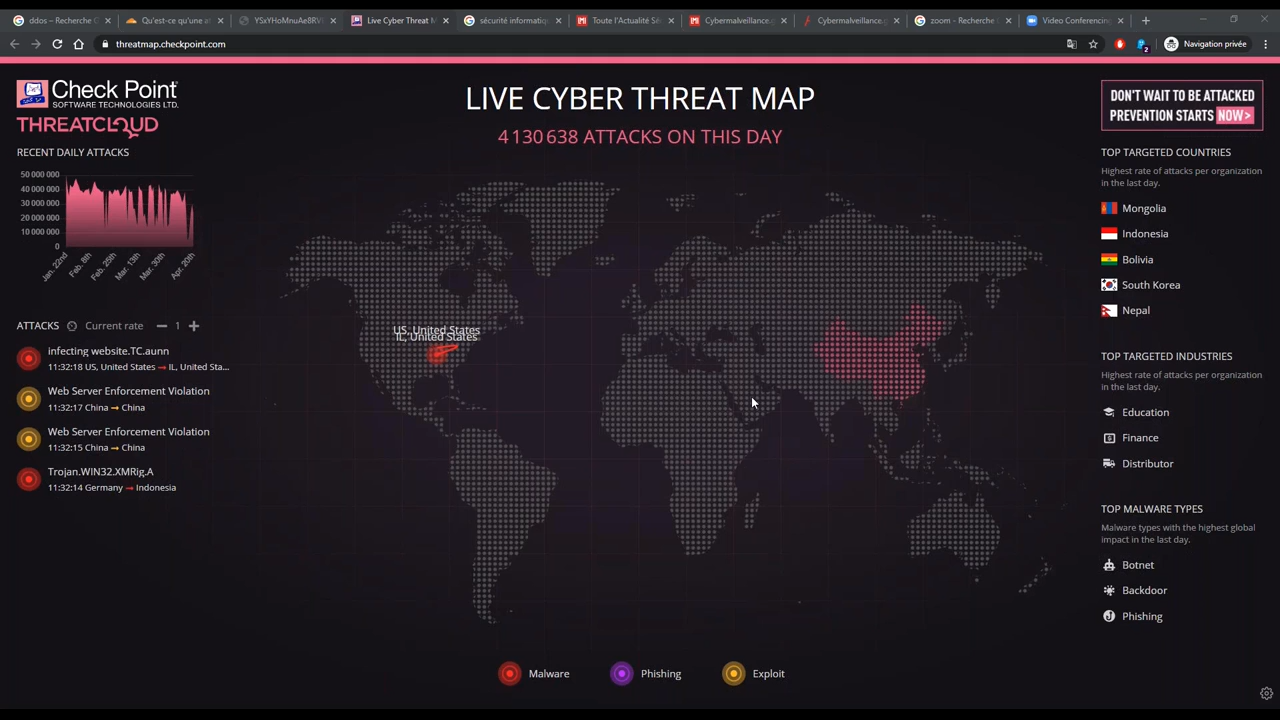 ddos – Recherche G
Qu'est-ce qu'une at
YSxYHoMnuAe8RVU
Live Cyber Threat M
sécurité informatiq
Toute l'Actualité Sé
Cybermalveillance.g
Cybermalveillance.g
zoom - Recherche
Video Conferencing
threatmap.checkpoint.com
2
Navigation privée
Check Point
SOFTWARE TECHNOLOGIES LTD.
THREATCLOUD
LIVE CYBER THREAT MAP
4 130 638 ATTACKS ON THIS DAY
DON'T WAIT TO BE ATTACKED
PREVENTION STARTS NOW>
RECENT DAILY ATTACKS
50 000 000
40 000 000
30 000 000
20 000 000
10 000 000
0
Jan. 22nd
Feb. 8th
Feb. 25th
Mar. 13th
Mar. 30th
Apr. 20th
ATTACKS Current rate — 1 +
infecting website.TC.aunn
11:32:18 US, United States → IL, United Sta...
Web Server Enforcement Violation
11:32:17 China → China
Web Server Enforcement Violation
11:32:15 China → China
Trojan.WIN32.XMRig.A
11:32:14 Germany → Indonesia
US, United States
IL, United States
TOP TARGETED COUNTRIES
Highest rate of attacks per organization
in the last day.
Mongolia
Indonesia
Bolivia
South Korea
Nepal
TOP TARGETED INDUSTRIES
Highest rate of attacks per organization
in the last day.
Education
Finance
Distributor
TOP MALWARE TYPES
Malware types with the highest global
impact in the last day.
Botnet
Backdoor
Phishing
Malware
Phishing
Exploit